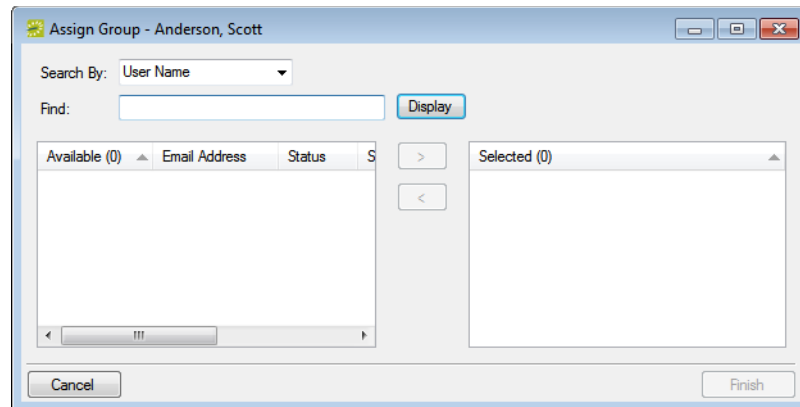 Assign Group - Anderson, Scott
Search By: User Name
Find: Display
Available (0) Email Address Status S
> Selected (0)
<
Cancel Finish